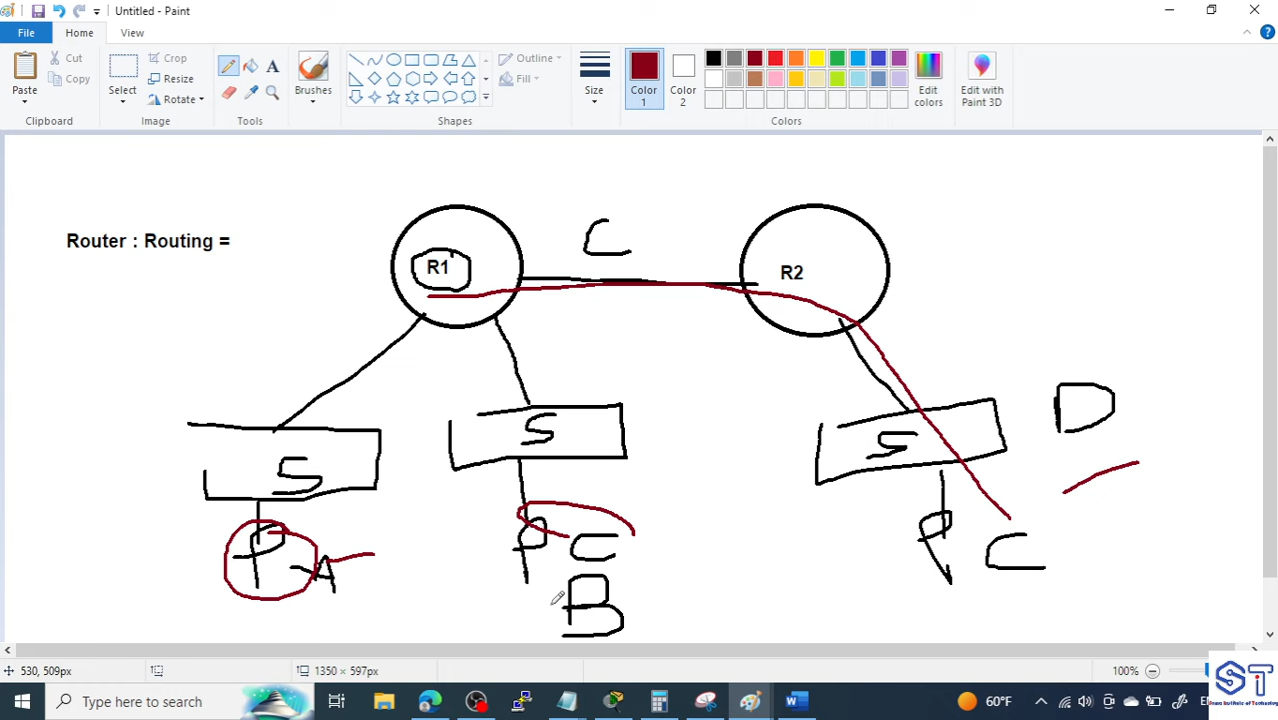 Untitled - Paint
File Home View
Paste
Cut
Copy
Clipboard
Select
Crop
Resize
Rotate
Image
Tools
Brushes
Shapes
Outline
Fill
Size
Color 1
Color 2
Colors
Edit colors
Edit with Paint 3D
C
Router : Routing =
R1
R2
D
S
S
S
P A
P C
P C
B
530, 509px
1350 × 597px
100%
Type here to search
60°F
ST